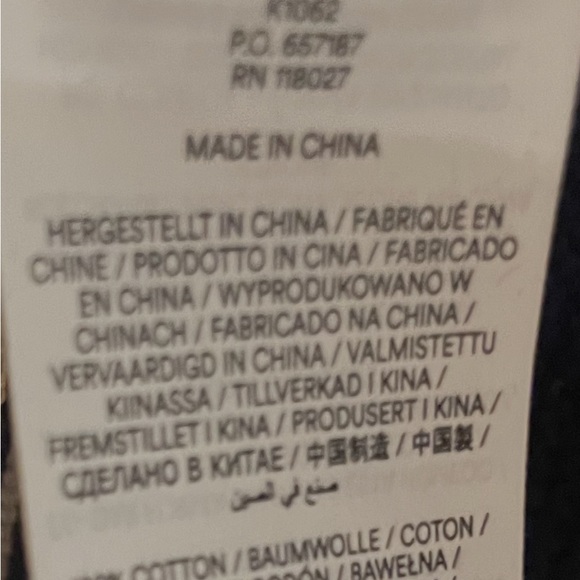 K1062
P.O. 657187
RN 118027
MADE IN CHINA
HERGESTELLT IN CHINA / FABRIQUÉ EN
CHINE / PRODOTTO IN CINA / FABRICADO
EN CHINA / WYPRODUKOWANO W
CHINACH / FABRICADO NA CHINA /
VERVAARDIGD IN CHINA / VALMISTETTU
KIINASSA / TILLVERKAD I KINA /
FREMSTILLET I KINA / PRODUSERT I KINA /
СДЕЛАНО В КИТАЕ / 中国制造 / 中国製 /
صنع في الصين
COTTON / BAUMWOLLE / COTON /
BAWEŁNA /